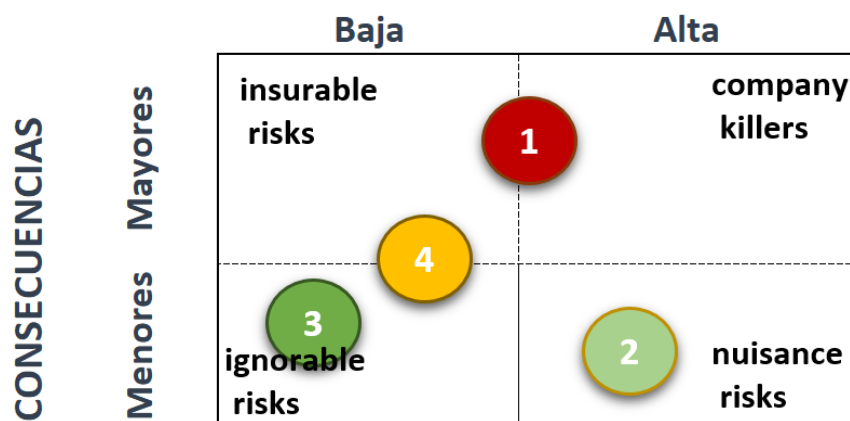 Baja
Alta
CONSECUENCIAS
Mayores
Menores
insurable
risks
company
killers
1
4
3
2
ignorable
risks
nuisance
risks